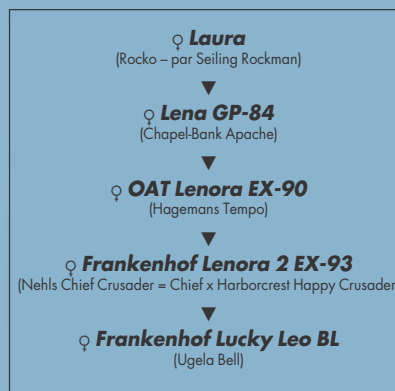 ♀ Laura
(Rocko – par Seiling Rockman)
▼
♀ Lena GP-84
(Chapel-Bank Apache)
▼
♀ OAT Lenora EX-90
(Hagemans Tempo)
▼
♀ Frankenhof Lenora 2 EX-93
(Nehls Chief Crusader = Chief x Harborcrest Happy Crusader
▼
♀ Frankenhof Lucky Leo BL
(Ugela Bell)